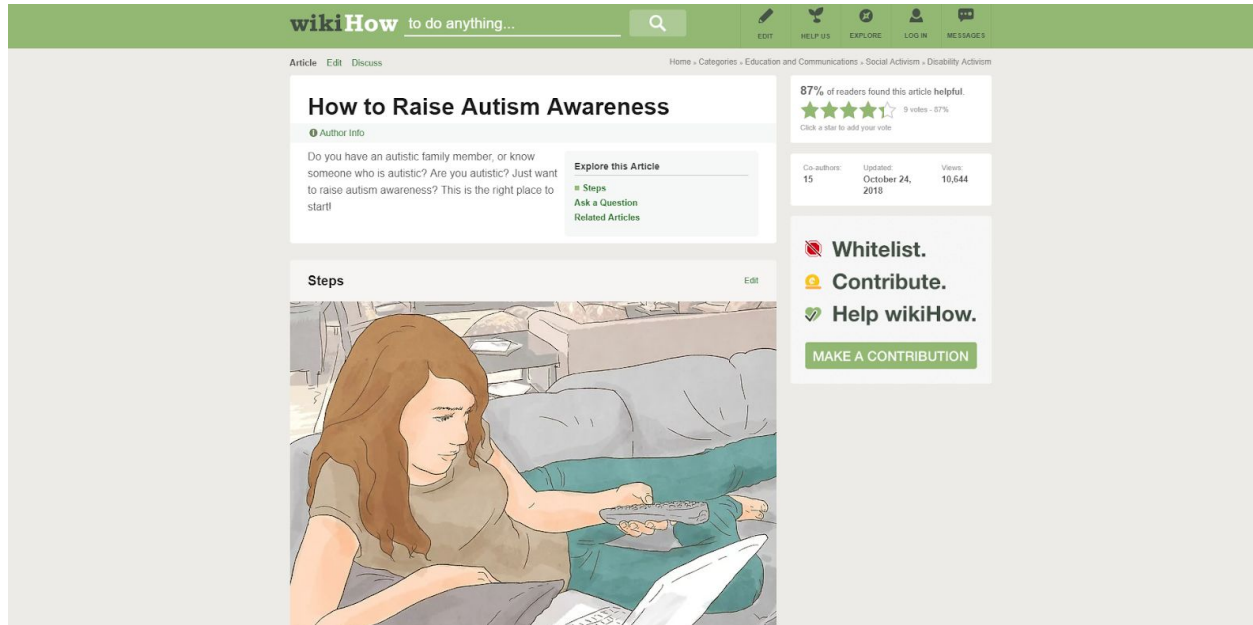 wikiHow to do anything...
EDIT HELP US EXPLORE LOG IN MESSAGES
Article Edit Discuss
Home » Categories » Education and Communications » Social Activism » Disability Activism
How to Raise Autism Awareness
Author Info
Do you have an autistic family member, or know
someone who is autistic? Are you autistic? Just want
to raise autism awareness? This is the right place to
start!
Explore this Article
Steps
Ask a Question
Related Articles
87% of readers found this article helpful.
9 votes - 87%
Click a star to add your vote
Co-authors: Updated: Views:
15 October 24, 10,644
2018
Whitelist.
Contribute.
Help wikiHow.
MAKE A CONTRIBUTION
Steps Edit